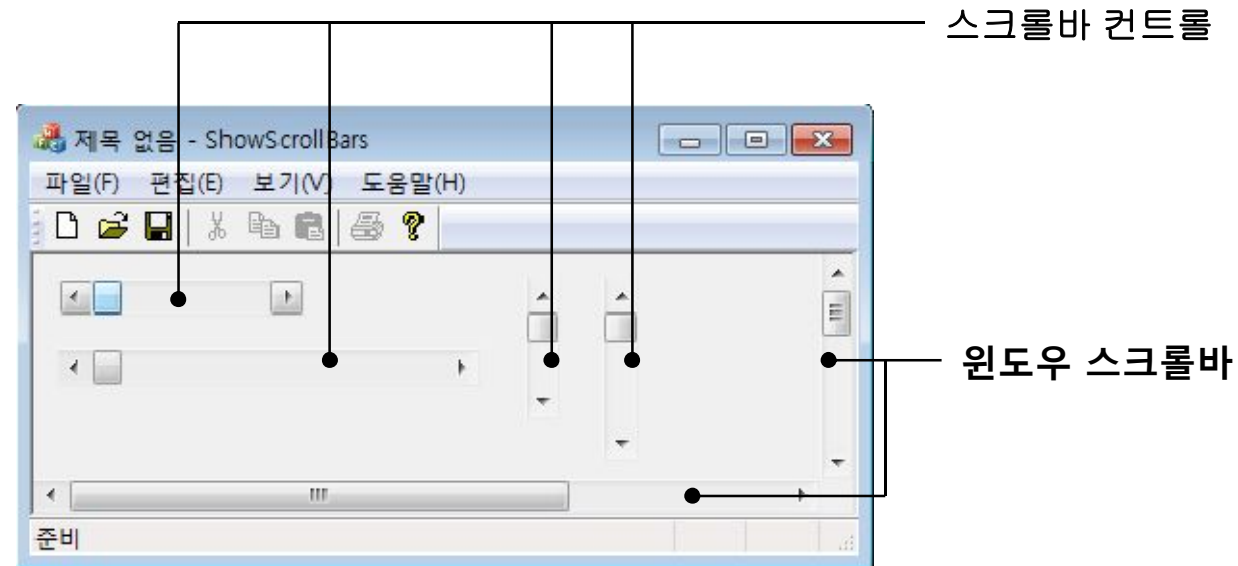 스크롤바 컨트롤
제목 없음 - ShowScrollBars
파일(F) 편집(E) 보기(V) 도움말(H)
윈도우 스크롤바
준비